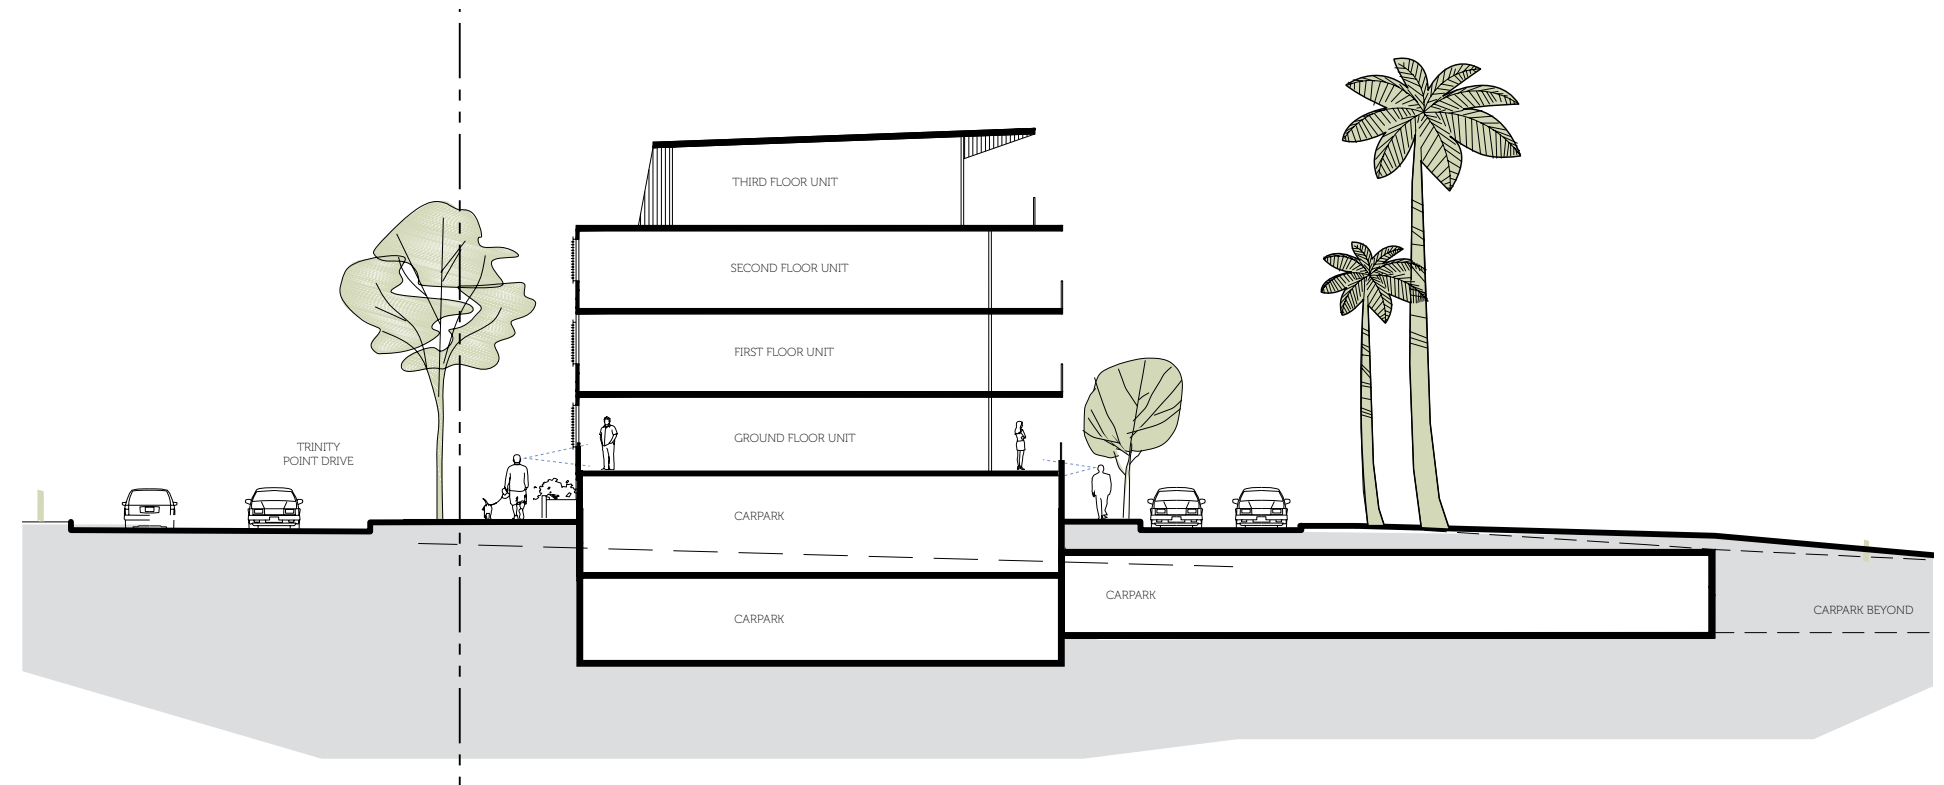 THIRD FLOOR UNIT
SECOND FLOOR UNIT
FIRST FLOOR UNIT
GROUND FLOOR UNIT
TRINITY
POINT DRIVE
CARPARK
CARPARK
CARPARK
CARPARK BEYOND